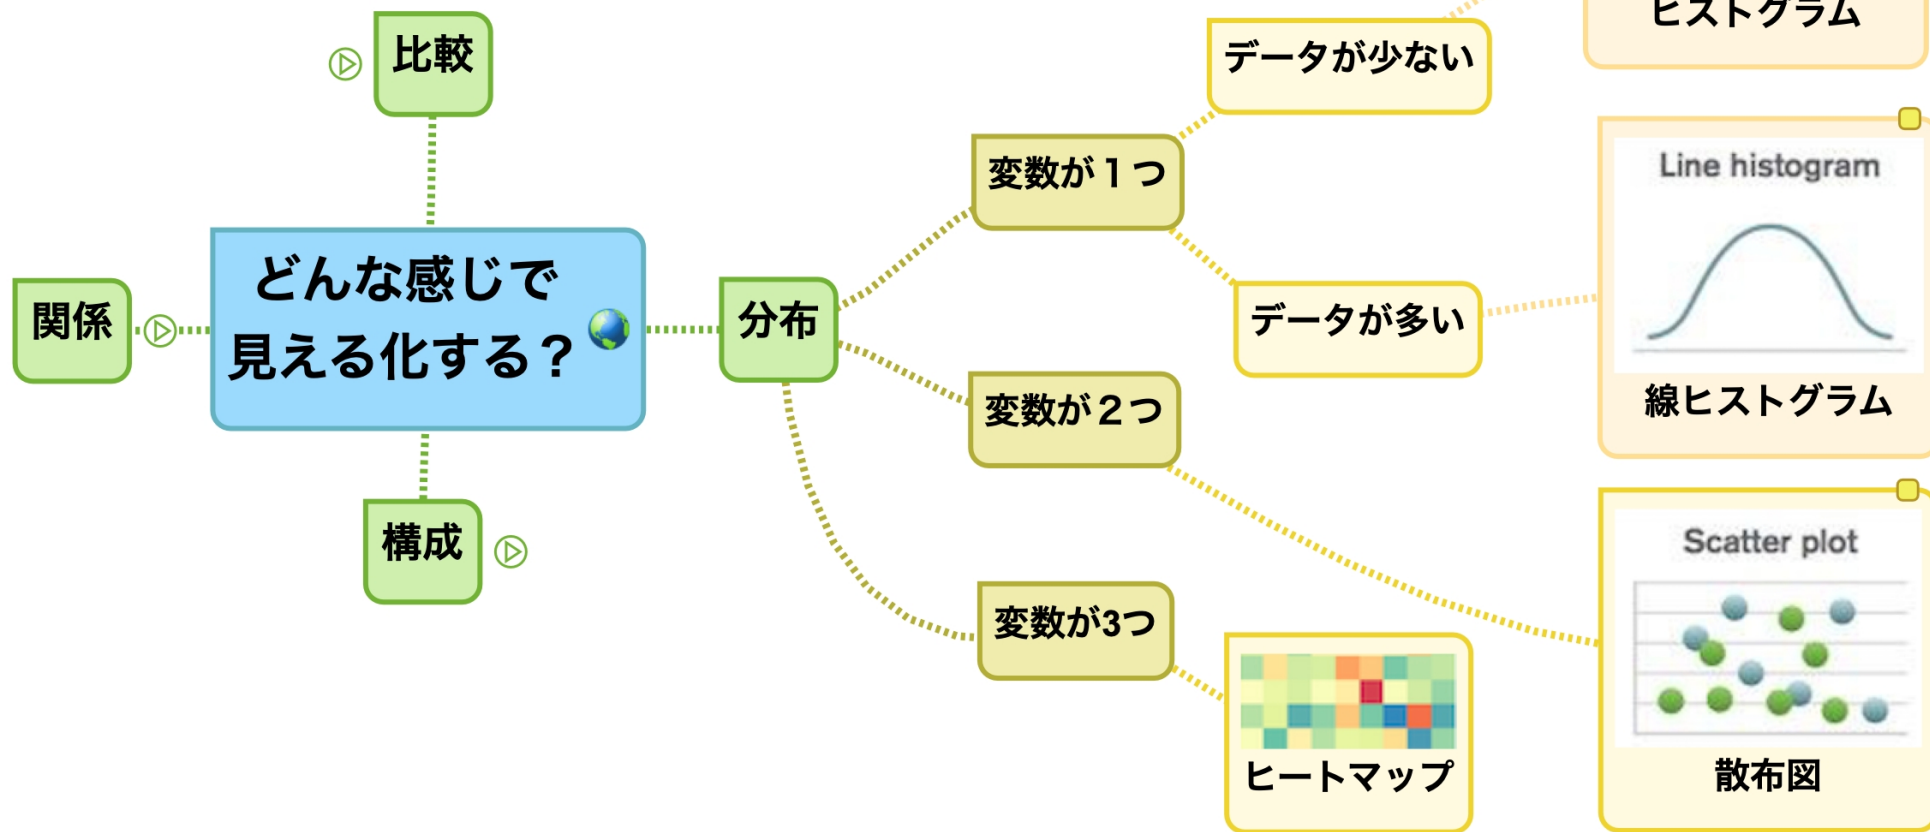 比較
関係
どんな感じで
見える化する？
構成
分布
変数が１つ
データが少ない
ヒストグラム
データが多い
Line histogram
線ヒストグラム
変数が２つ
Scatter plot
散布図
変数が3つ
ヒートマップ